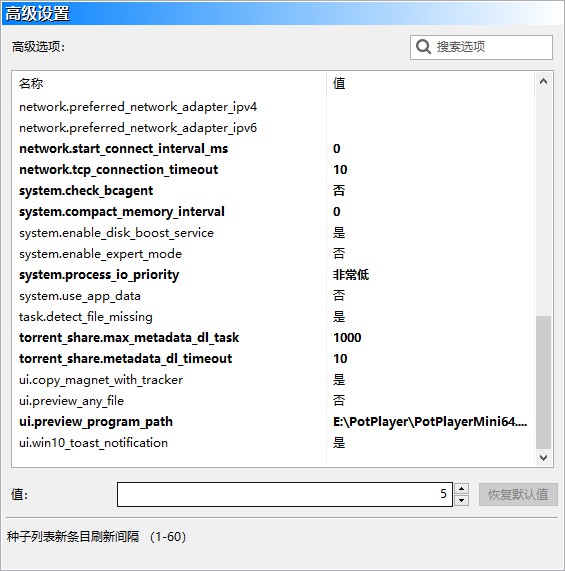 高级设置
高级选项:
搜索选项
名称 值
network.preferred_network_adapter_ipv4
network.preferred_network_adapter_ipv6
network.start_connect_interval_ms 0
network.tcp_connection_timeout 10
system.check_bcagent 否
system.compact_memory_interval 0
system.enable_disk_boost_service 是
system.enable_expert_mode 否
system.process_io_priority 非常低
system.use_app_data 否
task.detect_file_missing 是
torrent_share.max_metadata_dl_task 1000
torrent_share.metadata_dl_timeout 10
ui.copy_magnet_with_tracker 是
ui.preview_any_file 否
ui.preview_program_path E:\PotPlayer\PotPlayerMini64....
ui.win10_toast_notification 是
值: 5 恢复默认值
种子列表新条目刷新间隔 (1-60)